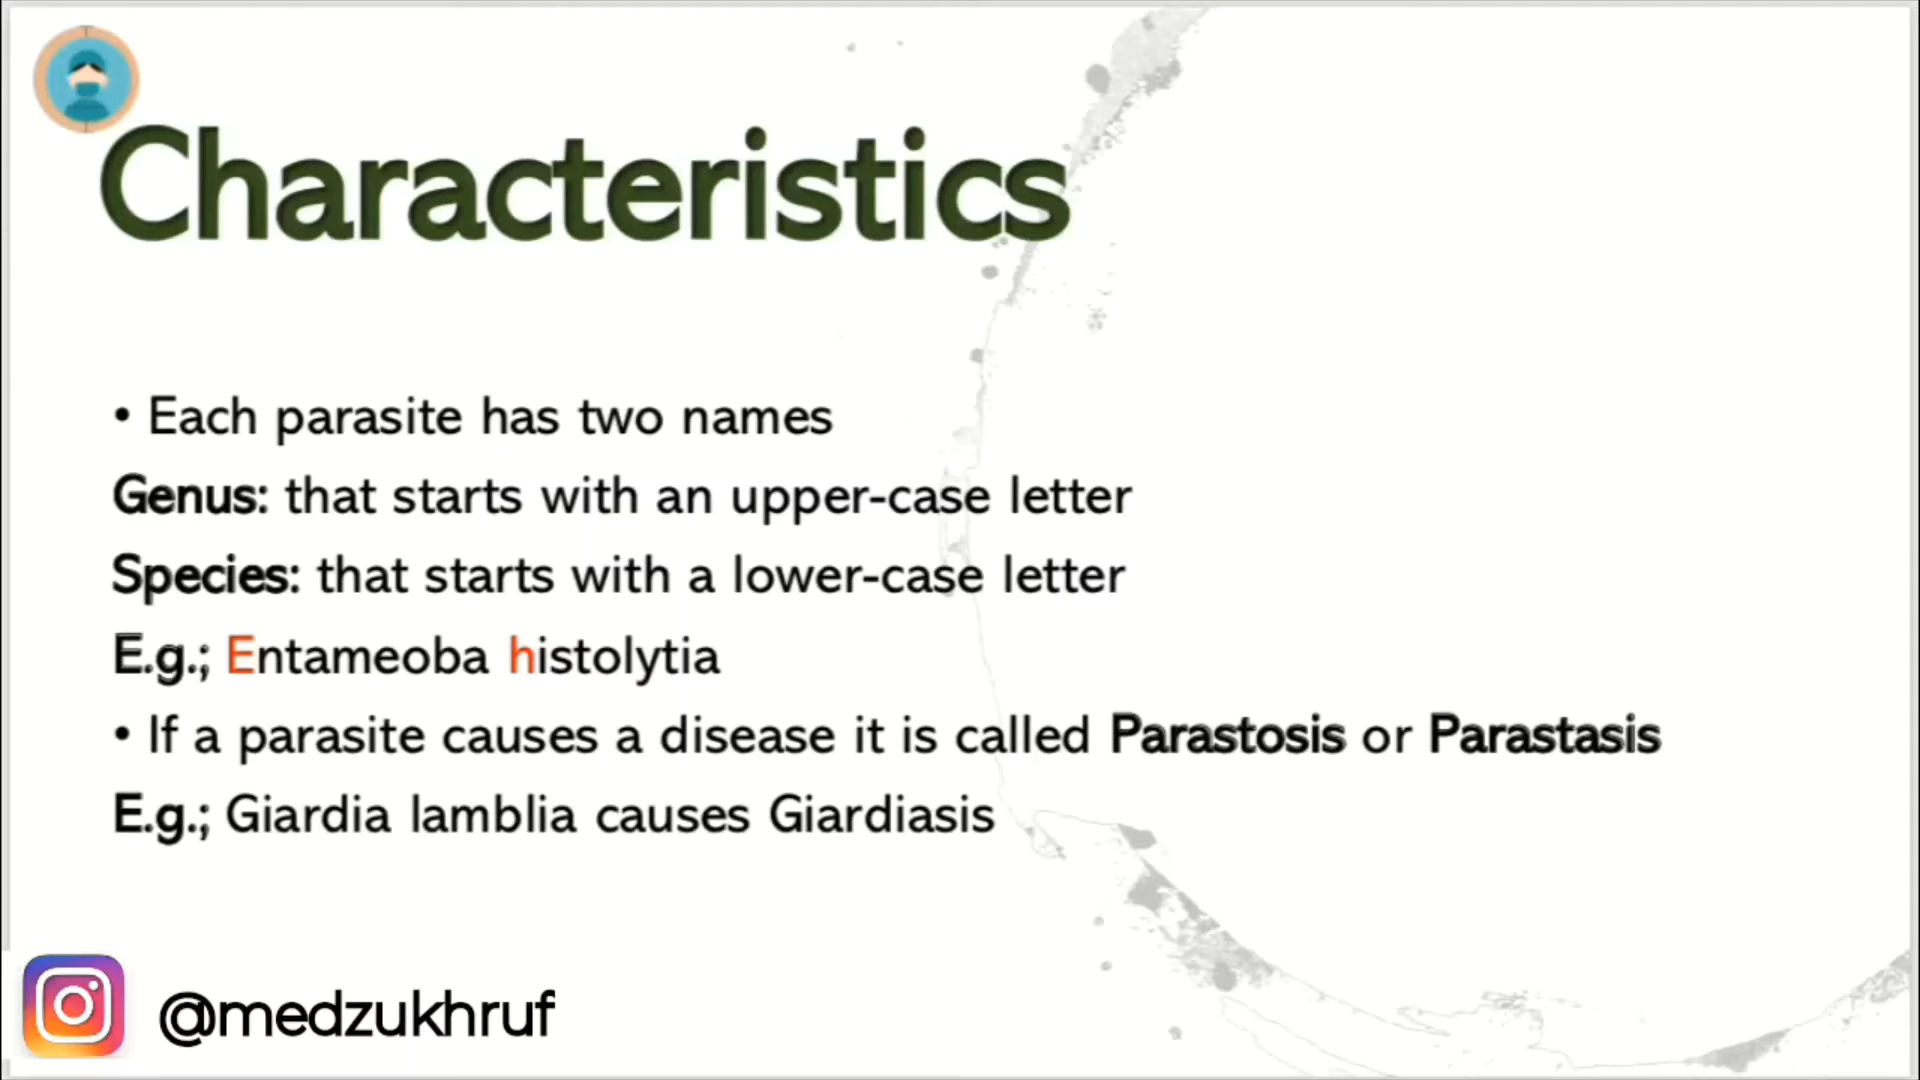 Characteristics
• Each parasite has two names
Genus: that starts with an upper-case letter
Species: that starts with a lower-case letter
E.g.; Entameoba histolytia
• If a parasite causes a disease it is called Parastosis or Parastasis
E.g.; Giardia lamblia causes Giardiasis
@medzukhruf